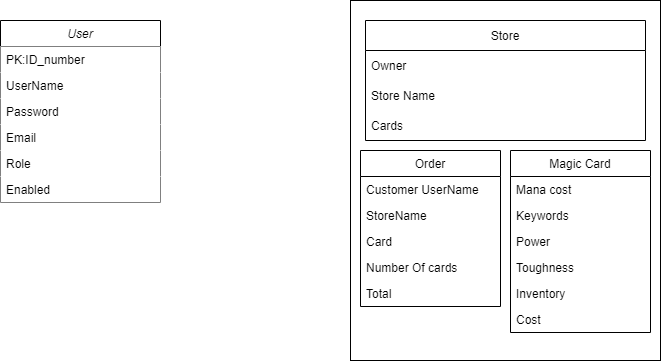 User
PK:ID_number
UserName
Password
Email
Role
Enabled
Store
Owner
Store Name
Cards
Order
Customer UserName
StoreName
Card
Number Of cards
Total
Magic Card
Mana cost
Keywords
Power
Toughness
Inventory
Cost